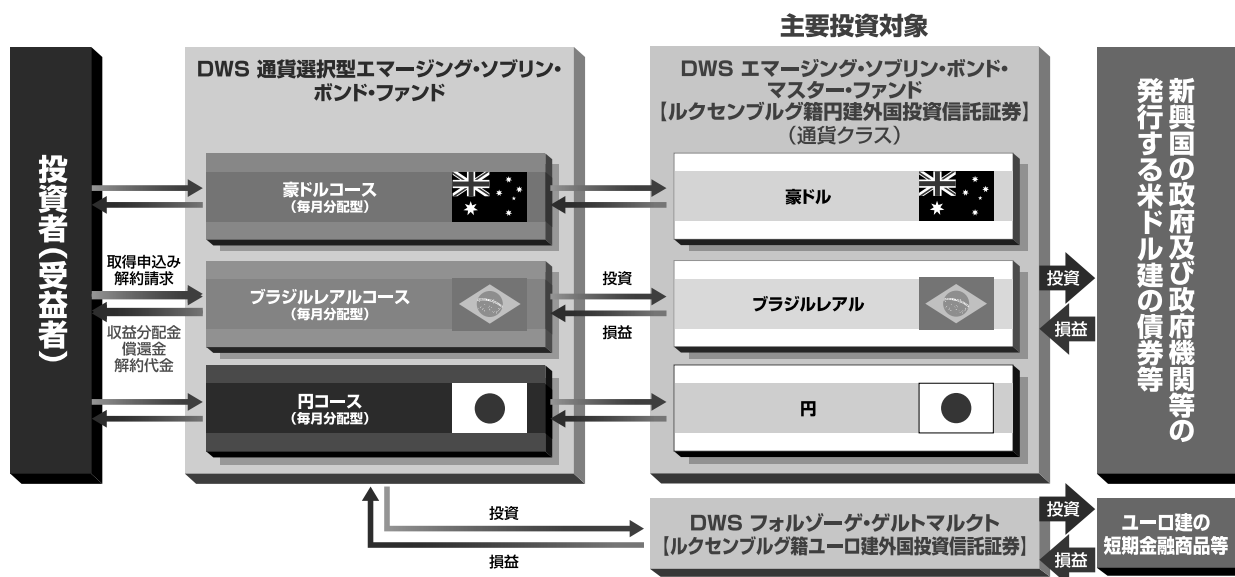 主要投資対象
投資者(受益者)
DWS 通貨選択型エマージング・ソブリン・
ボンド・ファンド
豪ドルコース
(毎月分配型)
ブラジルレアルコース
(毎月分配型)
円コース
(毎月分配型)
取得申込み
解約請求
収益分配金
償還金
解約代金
投資
損益
DWS エマージング・ソブリン・ボンド・
マスター・ファンド
【ルクセンブルグ籍円建外国投資信託証券】
(通貨クラス)
豪ドル
ブラジルレアル
円
投資
損益
新興国の政府及び政府機関等の
発行する米ドル建の債券等
投資
損益
DWS フォルゾーゲ・ゲルトマルクト
【ルクセンブルグ籍ユーロ建外国投資信託証券】
投資
損益
ユーロ建の
短期金融商品等